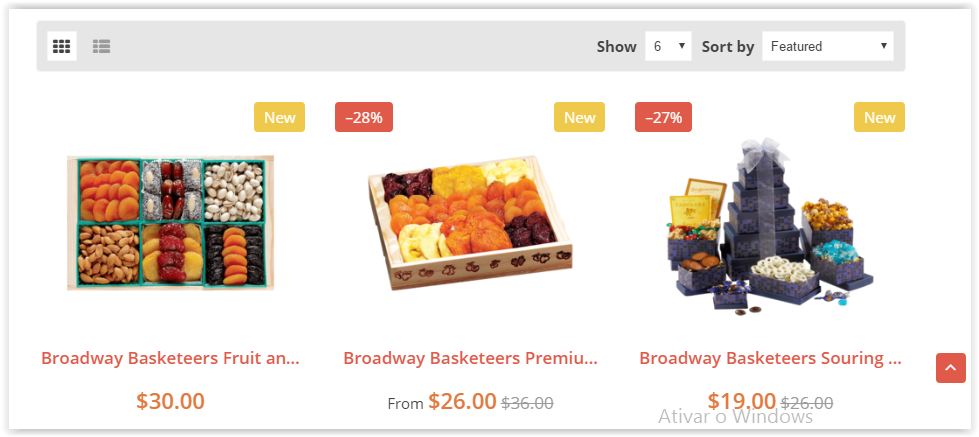 Show 6 Sort by Featured
New –28% New –27% New
Broadway Basketeers Fruit an... Broadway Basketeers Premiu... Broadway Basketeers Souring ...
$30.00 From $26.00 $36.00 $19.00 $26.00
Ativar o Windows